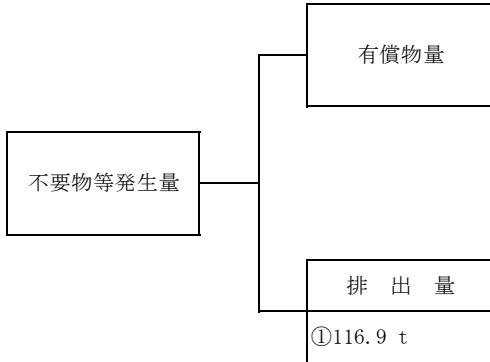 有償物量
不要物等発生量
排 出 量
①116.9 t